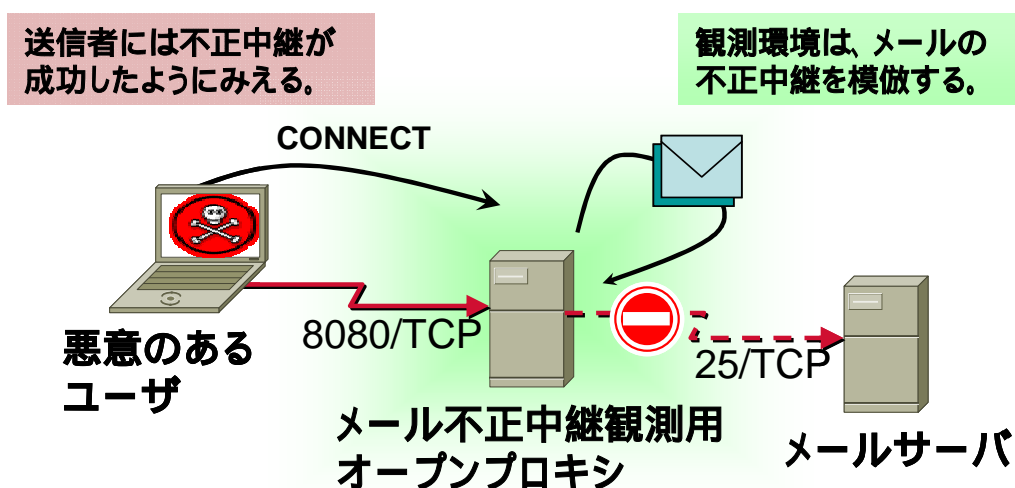 送信者には不正中継が
成功したようにみえる。
観測環境は、メールの
不正中継を模倣する。
CONNECT
8080/TCP
25/TCP
悪意のある
ユーザ
メール不正中継観測用
オープンプロキシ
メールサーバ